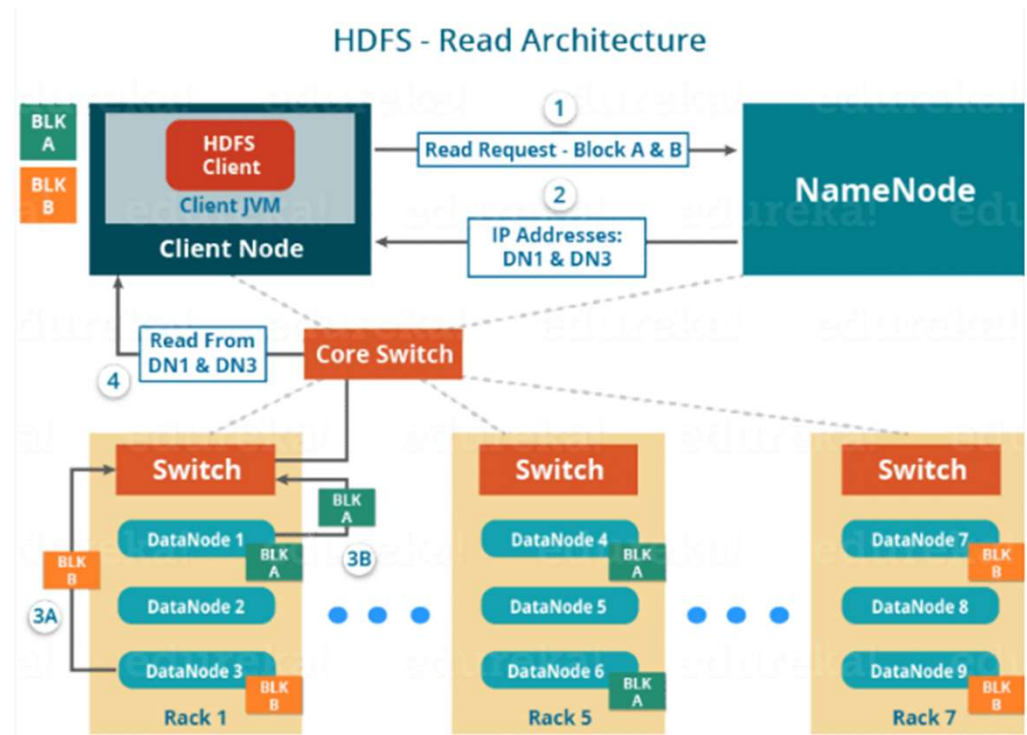 HDFS - Read Architecture
BLK
A
BLK
B
HDFS
Client
Client JVM
Client Node
1
Read Request - Block A & B
2
IP Addresses:
DN1 & DN3
NameNode
Read From
DN1 & DN3
4
Core Switch
Switch
BLK
A
DataNode 1
BLK
A
3B
BLK
B
3A
DataNode 2
DataNode 3
BLK
B
Rack 1
Switch
DataNode 4
BLK
A
DataNode 5
DataNode 6
BLK
A
Rack 5
Switch
DataNode 7
BLK
B
DataNode 8
DataNode 9
BLK
B
Rack 7
edureka!